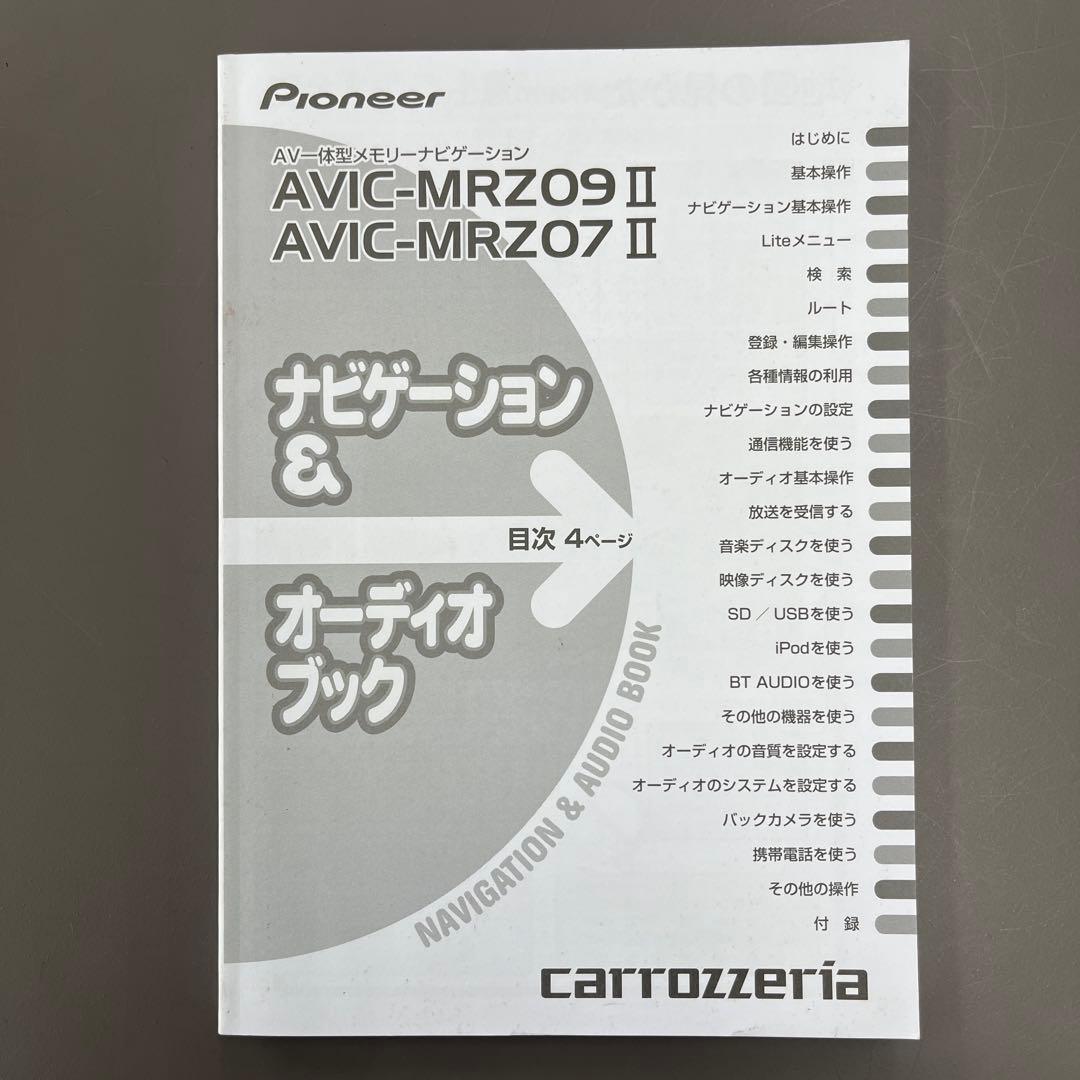 Pioneer
AV一体型メモリーナビゲーション
AVIC-MRZ09Ⅱ
AVIC-MRZ07Ⅱ
ナビゲーション
&
目次 4ページ
オーディオ
ブック
NAVIGATION & AUDIO BOOK
はじめに
基本操作
ナビゲーション基本操作
Liteメニュー
検 索
ルート
登録・編集操作
各種情報の利用
ナビゲーションの設定
通信機能を使う
オーディオ基本操作
放送を受信する
音楽ディスクを使う
映像ディスクを使う
SD ／ USBを使う
iPodを使う
BT AUDIOを使う
その他の機器を使う
オーディオの音質を設定する
オーディオのシステムを設定する
バックカメラを使う
携帯電話を使う
その他の操作
付 録
carrozzeria